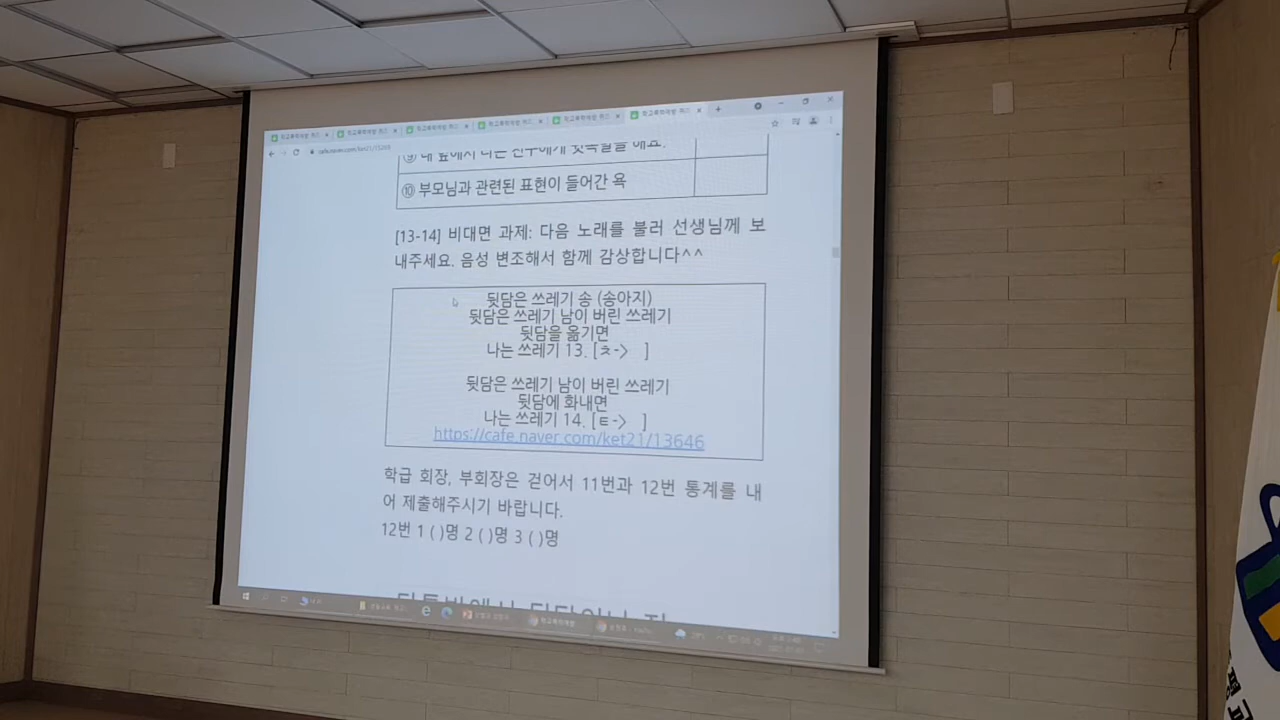 cafe.naver.com/ket21/15203
⑩ 부모님과 관련된 표현이 들어간 욕
[13-14] 비대면 과제: 다음 노래를 불러 선생님께 보
내주세요. 음성 변조해서 함께 감상합니다^^
뒷담은 쓰레기 송 (송아지)
뒷담은 쓰레기 남이 버린 쓰레기
뒷담을 옮기면
나는 쓰레기 13. [ㅊ-> ]
뒷담은 쓰레기 남이 버린 쓰레기
뒷담에 화내면
나는 쓰레기 14. [ㅌ-> ]
https://cafe.naver.com/ket21/13646
학급 회장, 부회장은 걷어서 11번과 12번 통계를 내
어 제출해주시기 바랍니다.
12번 1 ( )명 2 ( )명 3 ( )명